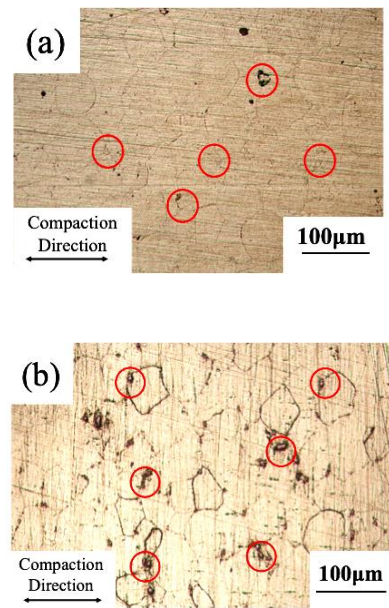 (a)
Compaction
Direction
100μm
(b)
Compaction
Direction
100μm